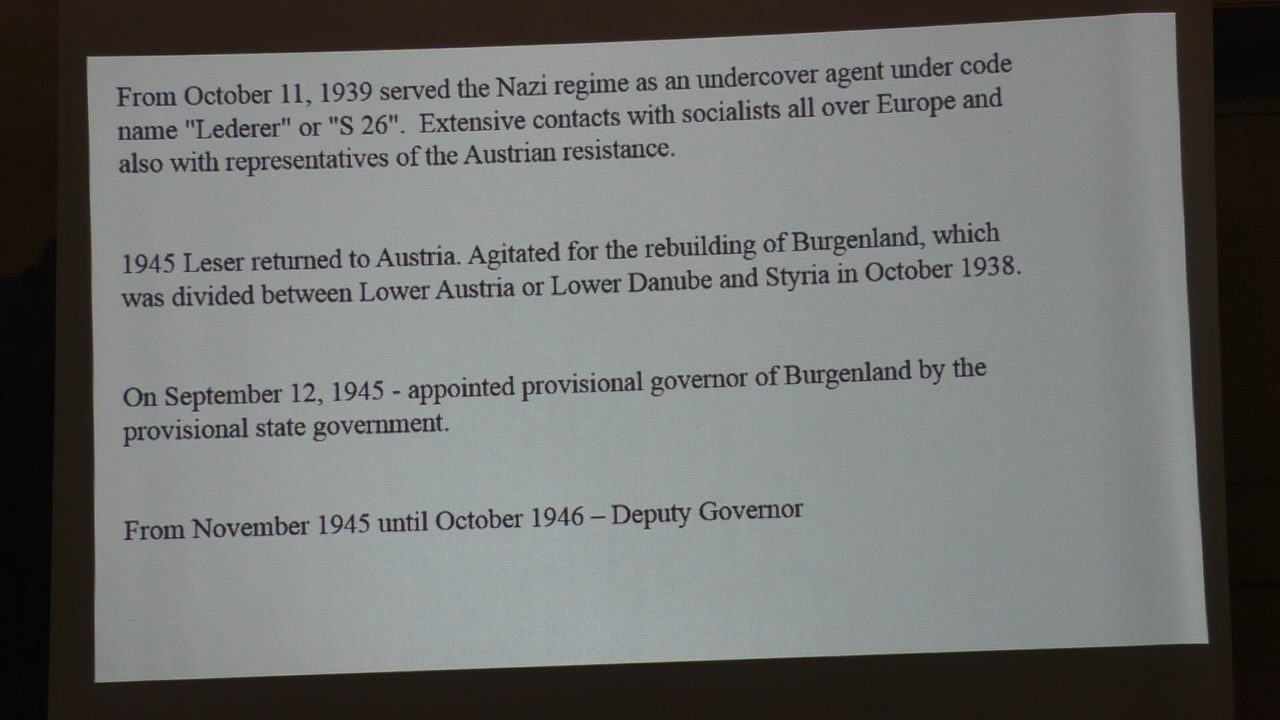 From October 11, 1939 served the Nazi regime as an undercover agent under code
name "Lederer" or "S 26".  Extensive contacts with socialists all over Europe and
also with representatives of the Austrian resistance.
1945 Leser returned to Austria. Agitated for the rebuilding of Burgenland, which
was divided between Lower Austria or Lower Danube and Styria in October 1938.
On September 12, 1945 - appointed provisional governor of Burgenland by the
provisional state government.
From November 1945 until October 1946 – Deputy Governor